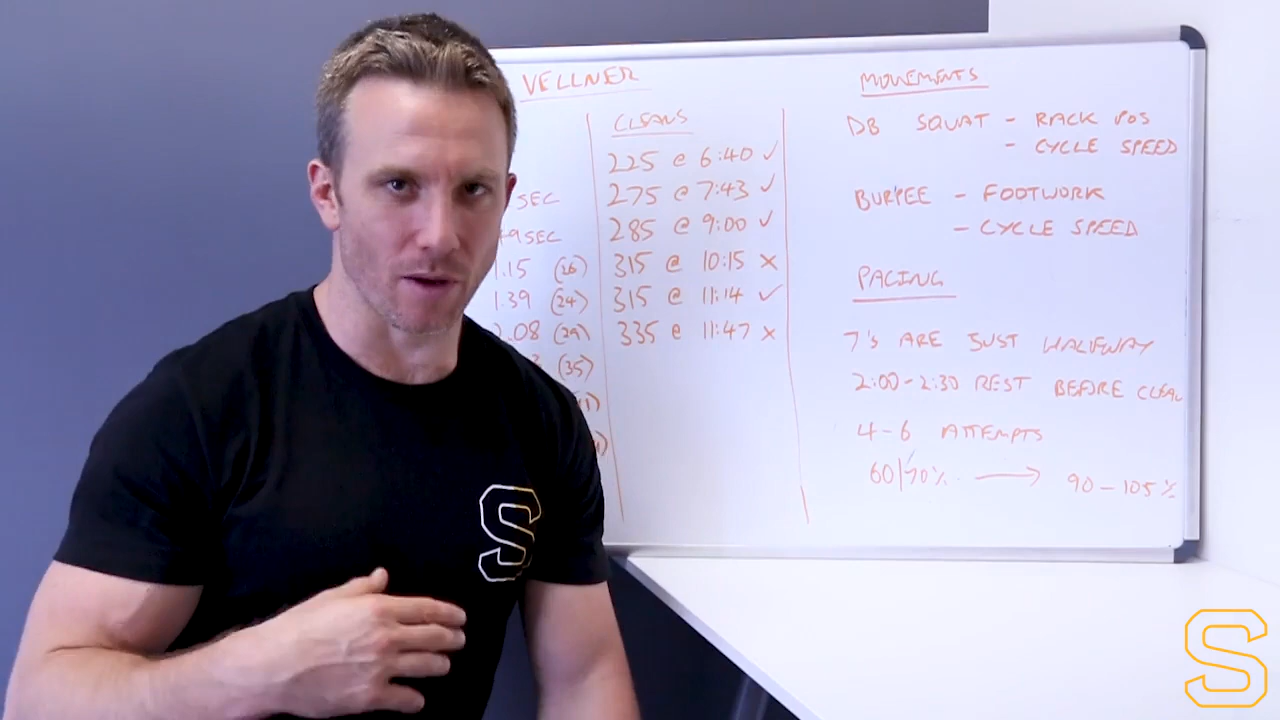 VELLNER
SEC
9 SEC
1.15 (26)
1.39 (24)
2.08 (29)
(35)
CLEANS
225 @ 6:40 ✓
275 @ 7:43 ✓
285 @ 9:00 ✓
315 @ 10:15 ×
315 @ 11:14 ✓
335 @ 11:47 ×
MOVEMENTS
DB SQUAT - RACK POS
- CYCLE SPEED
BURPEE - FOOTWORK
- CYCLE SPEED
PACING
7'S ARE JUST HALFWAY
2:00-2:30 REST BEFORE CLEAN
4-6 ATTEMPTS
60/70% → 90-105%
S
S